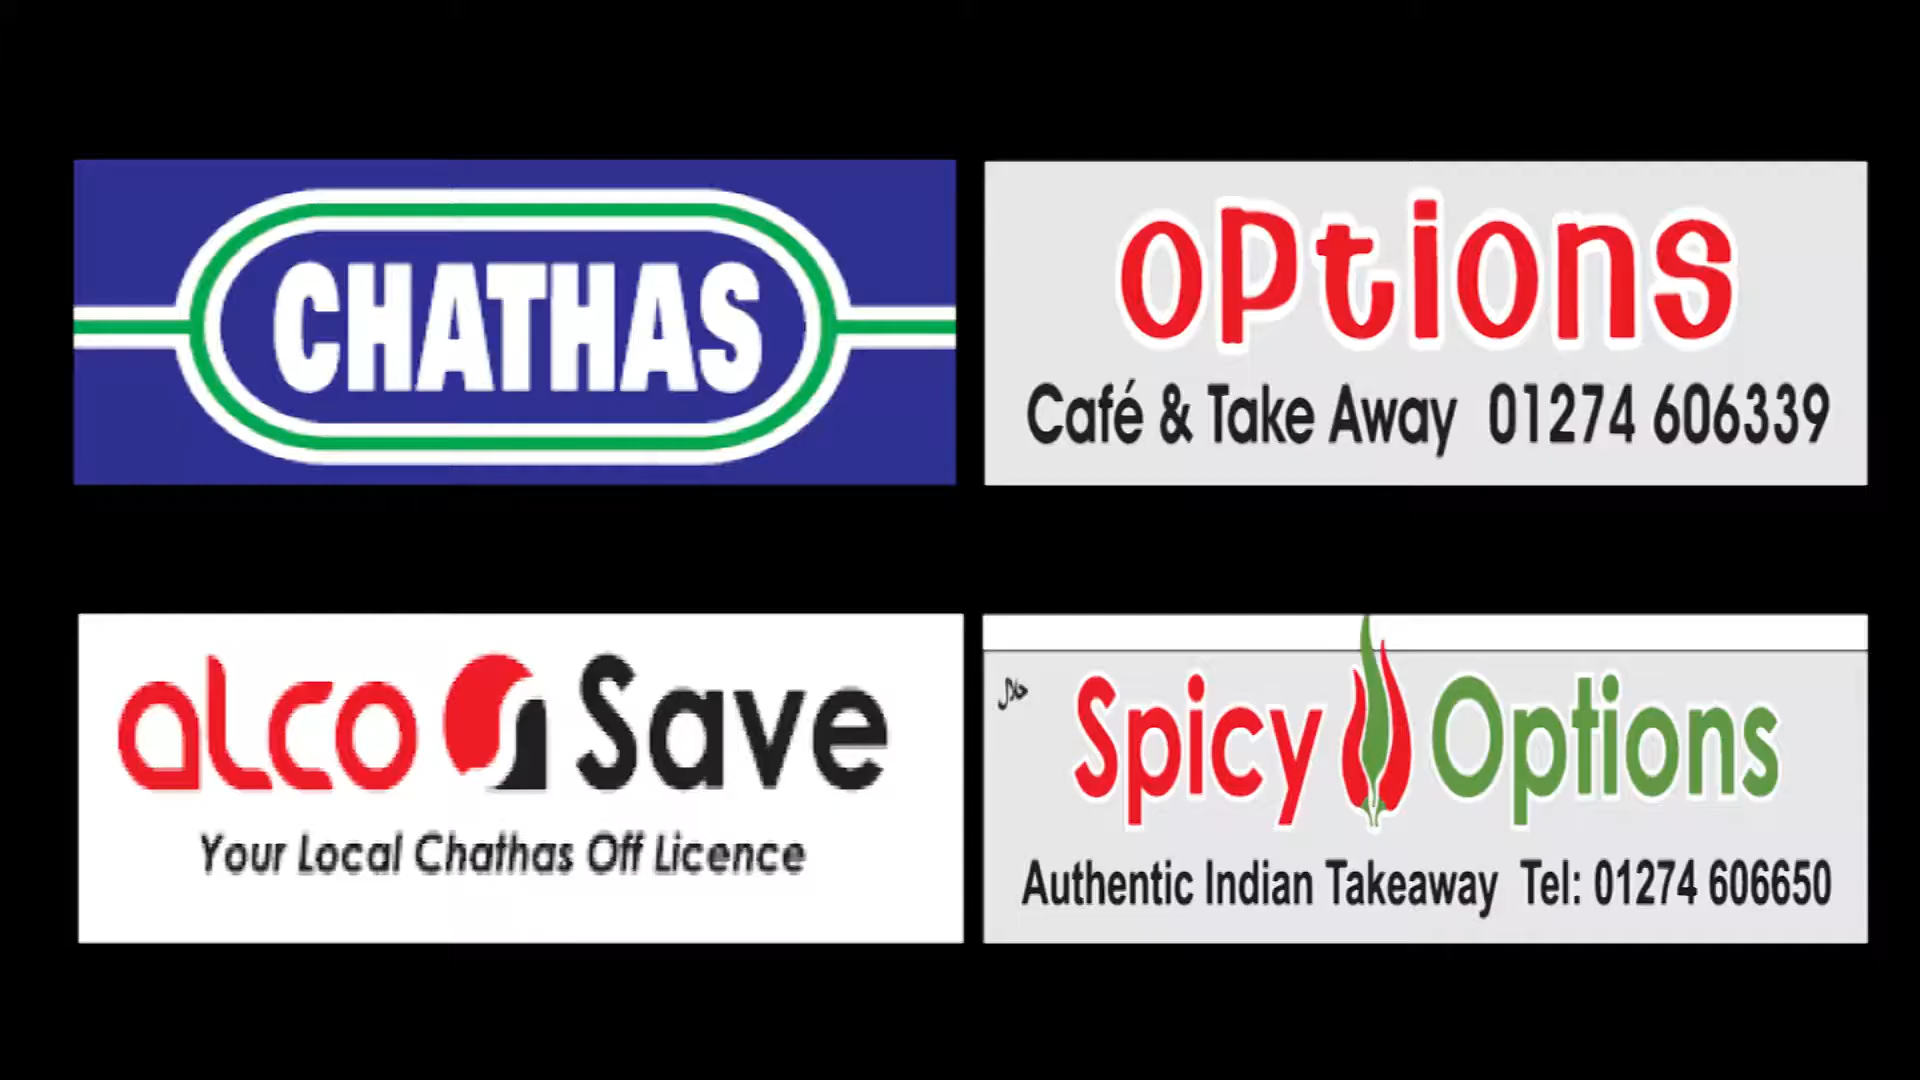 CHATHAS
options
Café & Take Away 01274 606339
alco Save
Your Local Chathas Off Licence
حلال
Spicy Options
Authentic Indian Takeaway Tel: 01274 606650